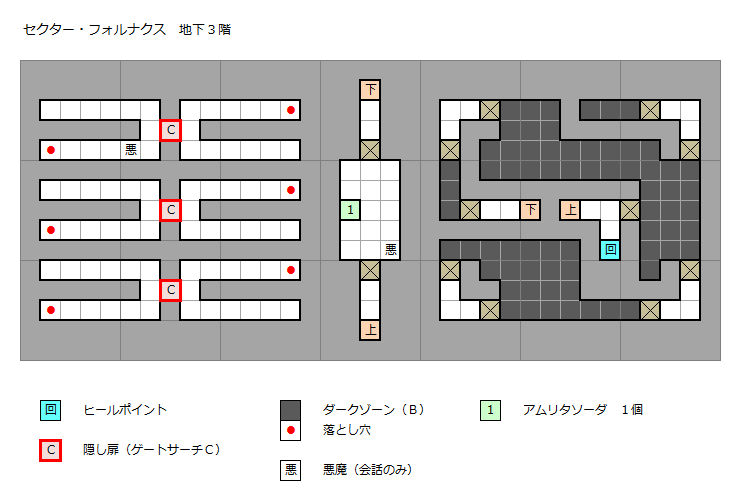 セクター・フォルナクス 地下３階
下
C
悪
1
C
下
上
悪
回
C
上
回 ヒールポイント
ダークゾーン（Ｂ）
1 アムリタソーダ １個
落とし穴
C 隠し扉（ゲートサーチＣ）
悪 悪魔（会話のみ）